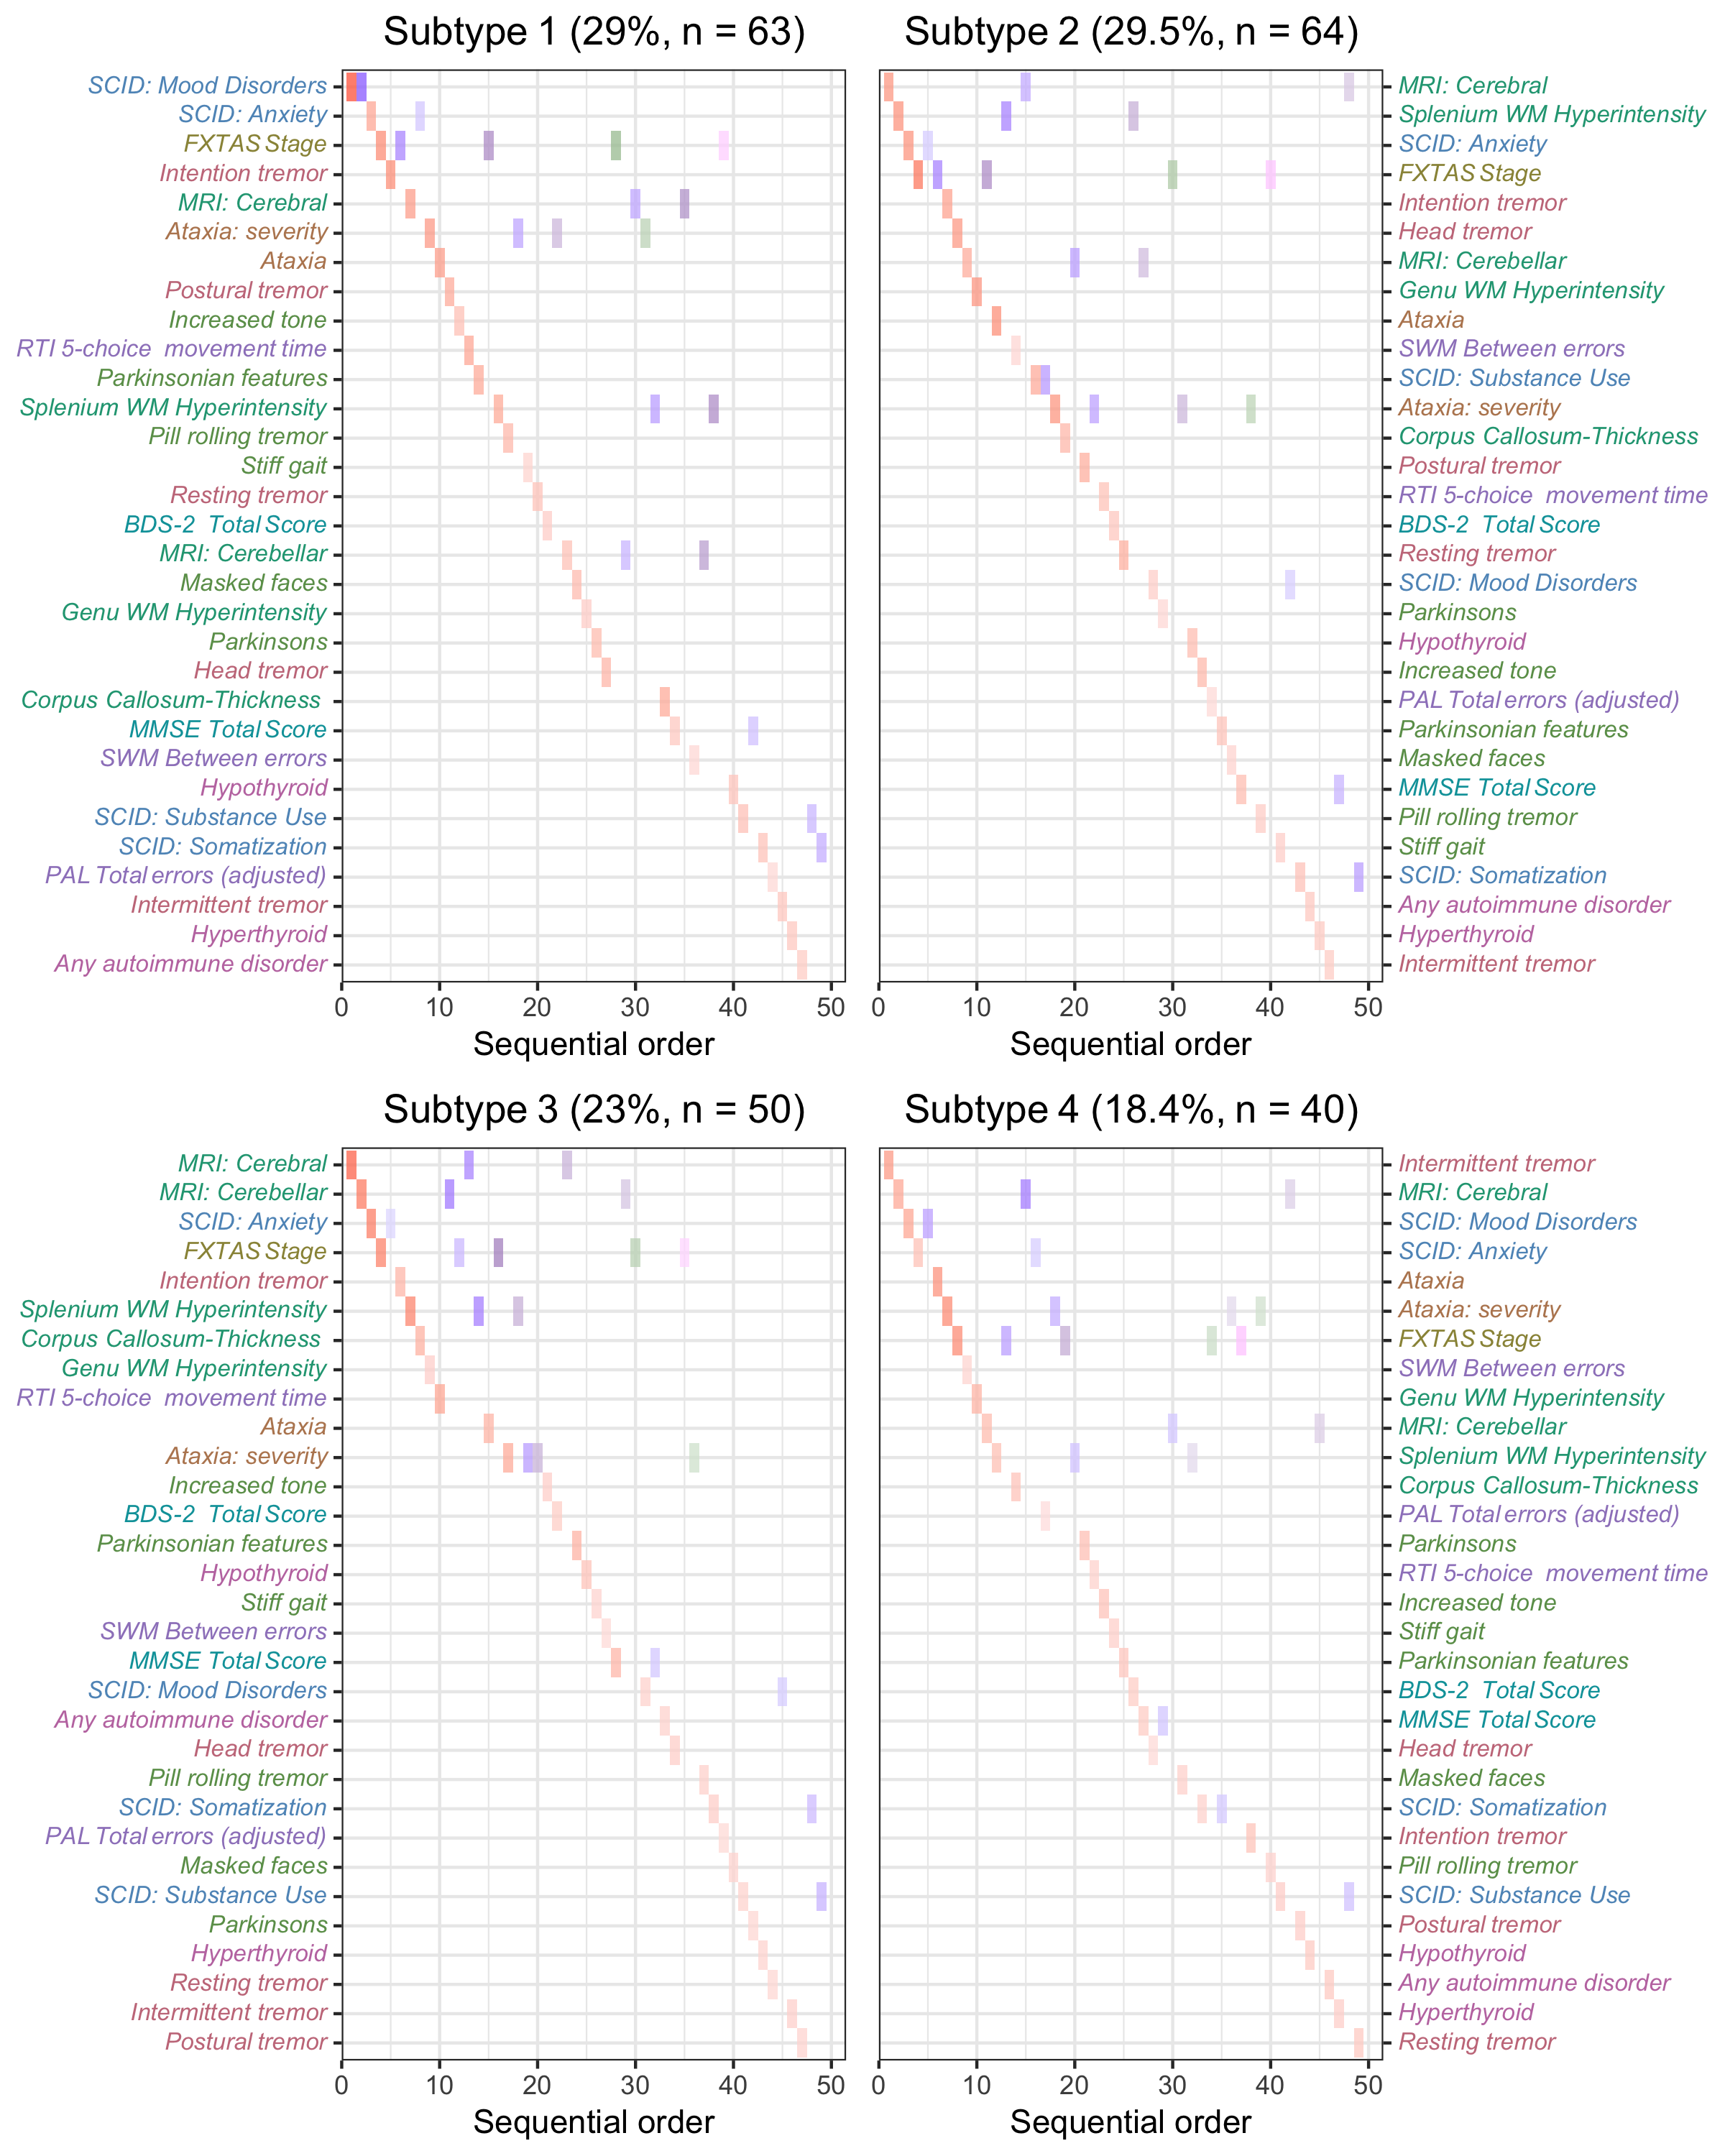 Subtype 1 (29%, n = 63)
SCID: Mood Disorders
SCID: Anxiety
FXTAS Stage
Intention tremor
MRI: Cerebral
Ataxia: severity
Ataxia
Postural tremor
Increased tone
RTI 5-choice movement time
Parkinsonian features
Splenium WM Hyperintensity
Pill rolling tremor
Stiff gait
Resting tremor
BDS-2 Total Score
MRI: Cerebellar
Masked faces
Genu WM Hyperintensity
Parkinsons
Head tremor
Corpus Callosum-Thickness
MMSE Total Score
SWM Between errors
Hypothyroid
SCID: Substance Use
SCID: Somatization
PAL Total errors (adjusted)
Intermittent tremor
Hyperthyroid
Any autoimmune disorder
0 10 20 30 40 50
Sequential order
Subtype 2 (29.5%, n = 64)
MRI: Cerebral
Splenium WM Hyperintensity
SCID: Anxiety
FXTAS Stage
Intention tremor
Head tremor
MRI: Cerebellar
Genu WM Hyperintensity
Ataxia
SWM Between errors
SCID: Substance Use
Ataxia: severity
Corpus Callosum-Thickness
Postural tremor
RTI 5-choice movement time
BDS-2 Total Score
Resting tremor
SCID: Mood Disorders
Parkinsons
Hypothyroid
Increased tone
PAL Total errors (adjusted)
Parkinsonian features
Masked faces
MMSE Total Score
Pill rolling tremor
Stiff gait
SCID: Somatization
Any autoimmune disorder
Hyperthyroid
Intermittent tremor
0 10 20 30 40 50
Sequential order
Subtype 3 (23%, n = 50)
MRI: Cerebral
MRI: Cerebellar
SCID: Anxiety
FXTAS Stage
Intention tremor
Splenium WM Hyperintensity
Corpus Callosum-Thickness
Genu WM Hyperintensity
RTI 5-choice movement time
Ataxia
Ataxia: severity
Increased tone
BDS-2 Total Score
Parkinsonian features
Hypothyroid
Stiff gait
SWM Between errors
MMSE Total Score
SCID: Mood Disorders
Any autoimmune disorder
Head tremor
Pill rolling tremor
SCID: Somatization
PAL Total errors (adjusted)
Masked faces
SCID: Substance Use
Parkinsons
Hyperthyroid
Resting tremor
Intermittent tremor
Postural tremor
0 10 20 30 40 50
Sequential order
Subtype 4 (18.4%, n = 40)
Intermittent tremor
MRI: Cerebral
SCID: Mood Disorders
SCID: Anxiety
Ataxia
Ataxia: severity
FXTAS Stage
SWM Between errors
Genu WM Hyperintensity
MRI: Cerebellar
Splenium WM Hyperintensity
Corpus Callosum-Thickness
PAL Total errors (adjusted)
Parkinsons
RTI 5-choice movement time
Increased tone
Stiff gait
Parkinsonian features
BDS-2 Total Score
MMSE Total Score
Head tremor
Masked faces
SCID: Somatization
Intention tremor
Pill rolling tremor
SCID: Substance Use
Postural tremor
Hypothyroid
Any autoimmune disorder
Hyperthyroid
Resting tremor
0 10 20 30 40 50
Sequential order